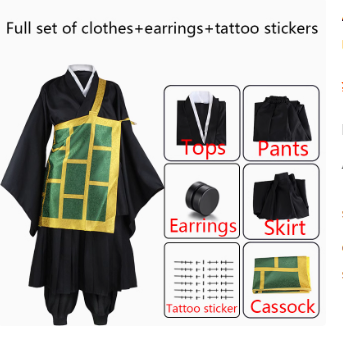 Full set of clothes+earrings+tattoo stickers
Tops
Pants
Earrings
Skirt
Tattoo sticker
Cassock